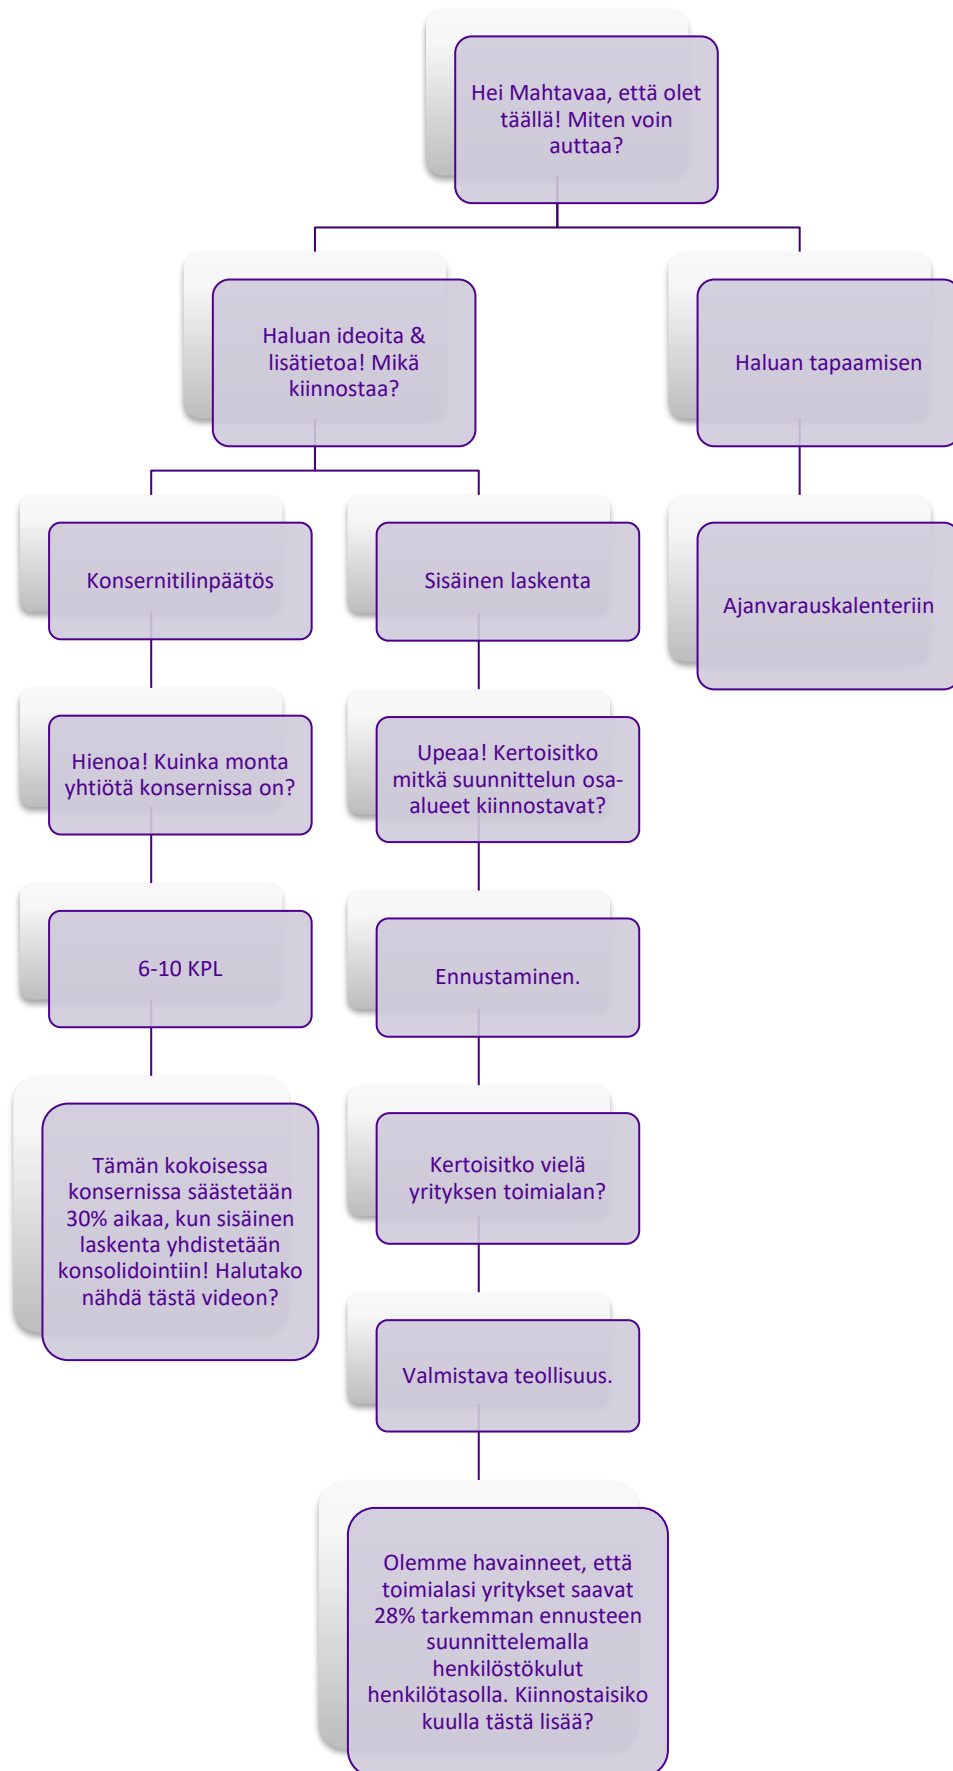 Hei Mahtavaa, että olet
täällä! Miten voin
auttaa?
Haluan ideoita &
lisätietoa! Mikä
kiinnostaa?
Haluan tapaamisen
Konsernitilinpäätös
Sisäinen laskenta
Ajanvarauskalenteriin
Hienoa! Kuinka monta
yhtiötä konsernissa on?
Upeaa! Kertoisitko
mitkä suunnittelun osa-
alueet kiinnostavat?
6-10 KPL
Ennustaminen.
Tämän kokoisessa
konsernissa säästetään
30% aikaa, kun sisäinen
laskenta yhdistetään
konsolidointiin! Halutako
nähdä tästä videon?
Kertoisitko vielä
yrityksen toimialan?
Valmistava teollisuus.
Olemme havainneet, että
toimialasi yritykset saavat
28% tarkemman ennusteen
suunnittelemalla
henkilöstökulut
henkilötasolla. Kiinnostaisiko
kuulla tästä lisää?